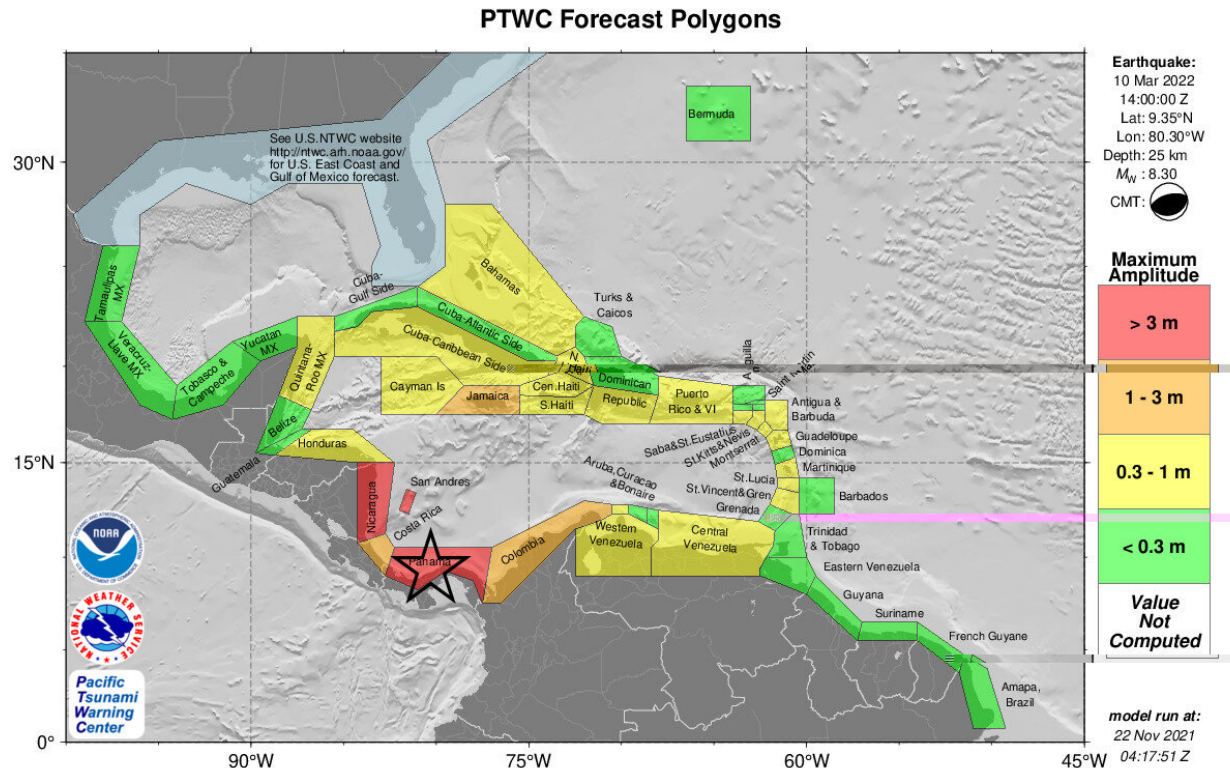 PTWC Forecast Polygons
Earthquake:
10 Mar 2022
14:00:00 Z
Lat: 9.35°N
Lon: 80.30°W
Depth: 25 km
MW : 8.30
CMT:
See U.S.NTWC website
http://ntwc.arh.noaa.gov/
for U.S. East Coast and
Gulf of Mexico forecast.
Bermuda
30°N
Tamaulipas
MX
Veracruz-
Llave MX
Tobasco &
Campeche
Yucatan
MX
Quintana-
Roo MX
Belize
Guatemala
Honduras
Cuba-
Gulf Side
Cuba-Atlantic Side
Cuba-Caribbean Side
Bahamas
Turks &
Caicos
N.
Cayman Is
Jamaica
Cen.Haiti
S.Haiti
Dominican
Republic
Puerto
Rico & VI
Antigua &
Barbuda
Saba&St.Eustatius
St.Kitts&Nevis
Montserrat
Guadeloupe
Dominica
Martinique
St.Lucia
St.Vincent&Gren
Barbados
Grenada
15°N
Nicaragua
San Andres
Costa Rica
Panama
Colombia
Aruba,Curacao
&Bonaire
Western
Venezuela
Central
Venezuela
Trinidad
& Tobago
Eastern Venezuela
Guyana
Suriname
French Guyane
Amapa,
Brazil
0°
90°W
75°W
60°W
45°W
Maximum
Amplitude
> 3 m
1 - 3 m
0.3 - 1 m
< 0.3 m
Value
Not
Computed
model run at:
22 Nov 2021
04:17:51 Z
NOAA
NATIONAL WEATHER SERVICE
Pacific
Tsunami
Warning
Center